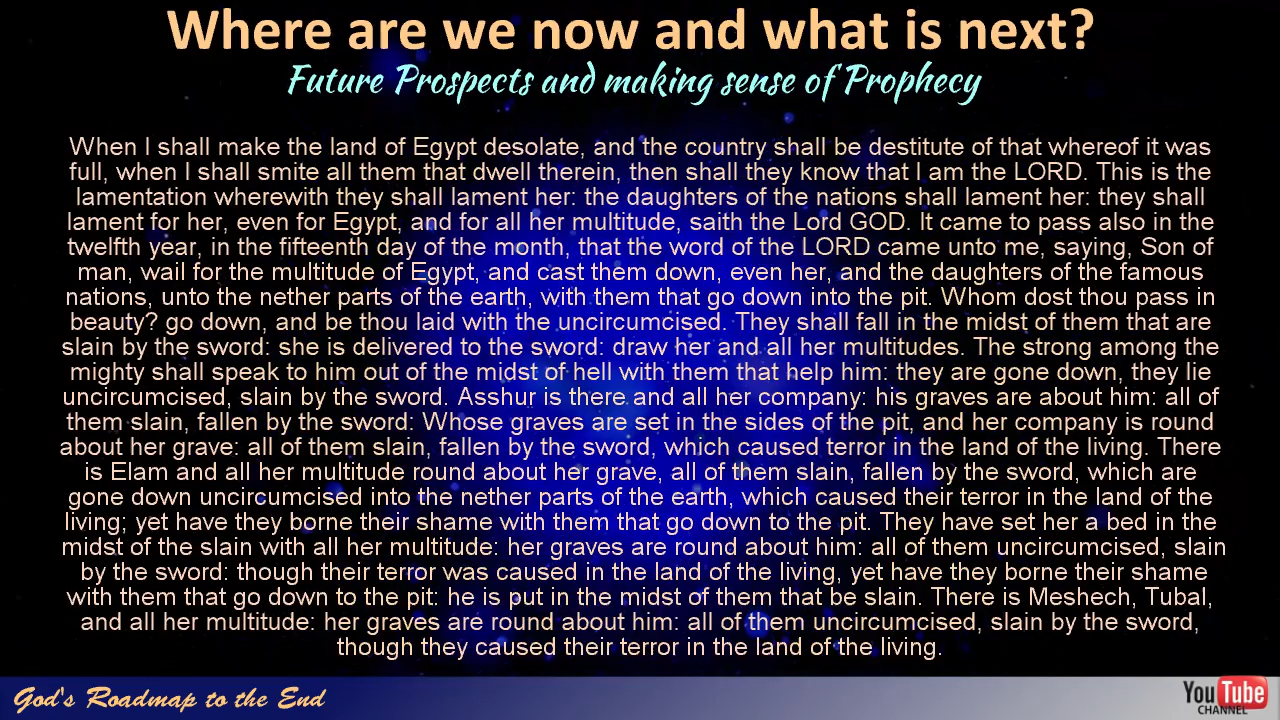 Where are we now and what is next?
Future Prospects and making sense of Prophecy
When I shall make the land of Egypt desolate, and the country shall be destitute of that whereof it was
full, when I shall smite all them that dwell therein, then shall they know that I am the LORD. This is the
lamentation wherewith they shall lament her: the daughters of the nations shall lament her: they shall
lament for her, even for Egypt, and for all her multitude, saith the Lord GOD. It came to pass also in the
twelfth year, in the fifteenth day of the month, that the word of the LORD came unto me, saying, Son of
man, wail for the multitude of Egypt, and cast them down, even her, and the daughters of the famous
nations, unto the nether parts of the earth, with them that go down into the pit. Whom dost thou pass in
beauty? go down, and be thou laid with the uncircumcised. They shall fall in the midst of them that are
slain by the sword: she is delivered to the sword: draw her and all her multitudes. The strong among the
mighty shall speak to him out of the midst of hell with them that help him: they are gone down, they lie
uncircumcised, slain by the sword. Asshur is there and all her company: his graves are about him: all of
them slain, fallen by the sword: Whose graves are set in the sides of the pit, and her company is round
about her grave: all of them slain, fallen by the sword, which caused terror in the land of the living. There
is Elam and all her multitude round about her grave, all of them slain, fallen by the sword, which are
gone down uncircumcised into the nether parts of the earth, which caused their terror in the land of the
living; yet have they borne their shame with them that go down to the pit. They have set her a bed in the
midst of the slain with all her multitude: her graves are round about him: all of them uncircumcised, slain
by the sword: though their terror was caused in the land of the living, yet have they borne their shame
with them that go down to the pit: he is put in the midst of them that be slain. There is Meshech, Tubal,
and all her multitude: her graves are round about him: all of them uncircumcised, slain by the sword,
though they caused their terror in the land of the living.
God's Roadmap to the End
YouTube
CHANNEL